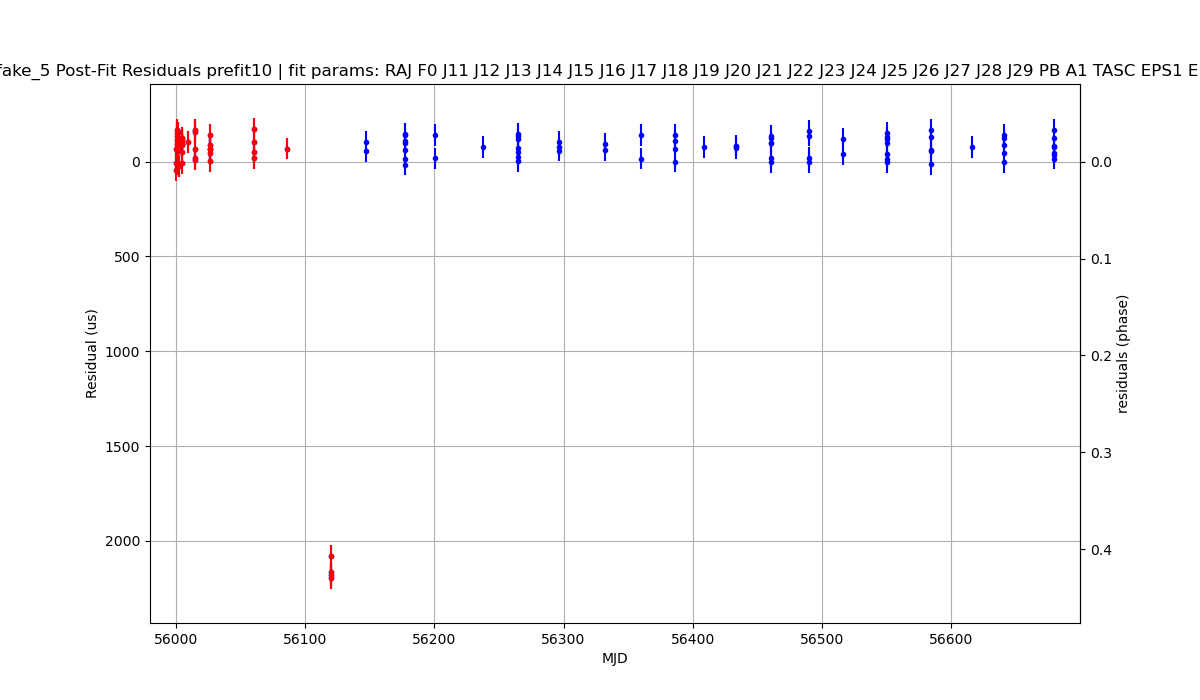 fake_5 Post-Fit Residuals prefit10 | fit params: RAJ F0 J11 J12 J13 J14 J15 J16 J17 J18 J19 J20 J21 J22 J23 J24 J25 J26 J27 J28 J29 PB A1 TASC EPS1 E
0
500
1000
1500
2000
Residual (us)
0.0
0.1
0.2
0.3
0.4
residuals (phase)
56000 56100 56200 56300 56400 56500 56600
MJD